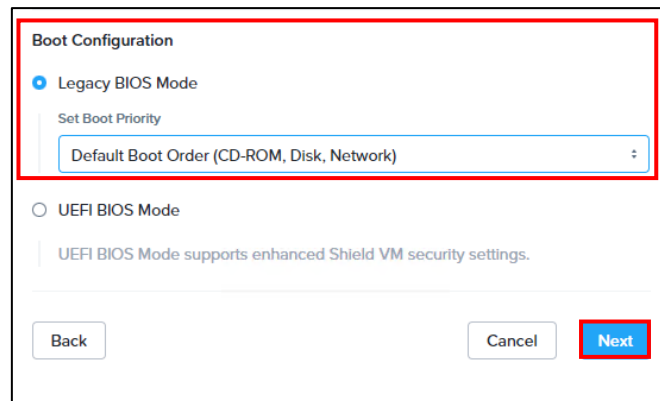 Boot Configuration
Legacy BIOS Mode
Set Boot Priority
Default Boot Order (CD-ROM, Disk, Network)
UEFI BIOS Mode
UEFI BIOS Mode supports enhanced Shield VM security settings.
Back Cancel Next